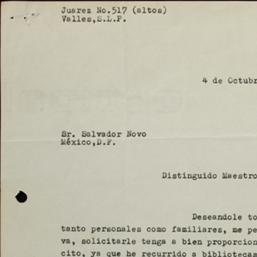 Juarez No.517 (altos)
Valles,S.L.P.
4 de Octubr
Sr. Salvador Novo
México,D.F.
Distinguido Maestro
Deseandole to
tanto personales como familiares, me pe
va, solicitarle tenga a bien proporcion
cito, ya que he recurrido a bibliotecas